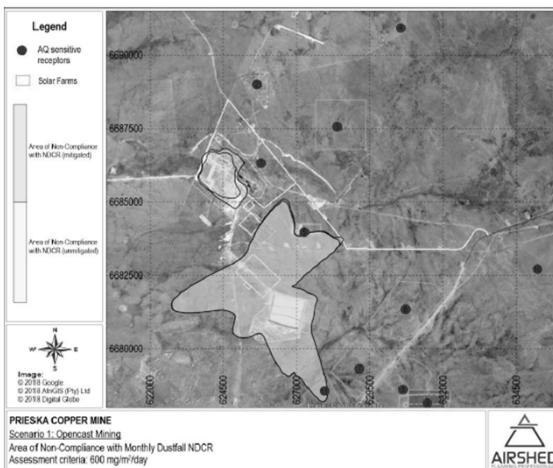 Legend
AQ sensitive
receptors
Solar Farms
Area of Non-Compliance
with NDCR (mitigated)
Area of Non-Compliance
with NDCR (unmitigated)
N
W
E
S
Image:
© 2018 Google
© 2018 AfriGIS (Pty) Ltd
© 2018 Digital Globe
6690000
6687500
6685000
6682500
6680000
622000
624500
627000
632000
634500
PRIESKA COPPER MINE
Scenario 1: Opencast Mining
Area of Non-Compliance with Monthly Dustfall NDCR
Assessment criteria: 600 mg/m²/day
AIRSHED
PLANNING PROFESSIONALS